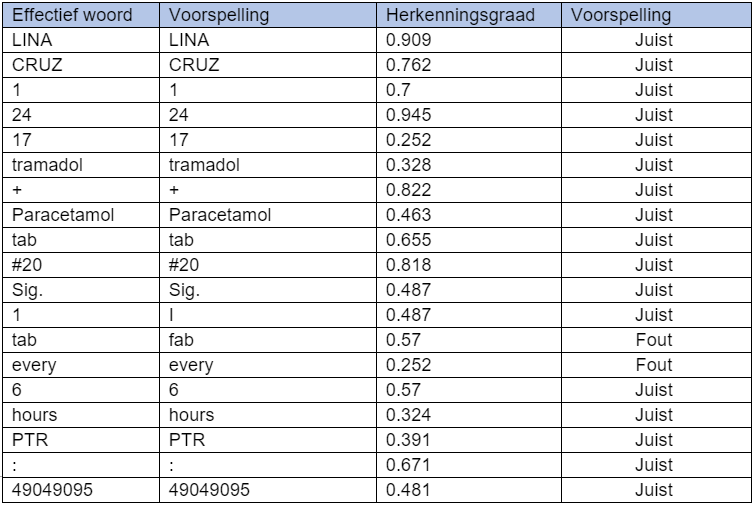 Effectief woord Voorspelling Herkenningsgraad Voorspelling
LINA LINA 0.909 Juist
CRUZ CRUZ 0.762 Juist
1 1 0.7 Juist
24 24 0.945 Juist
17 17 0.252 Juist
tramadol tramadol 0.328 Juist
+ + 0.822 Juist
Paracetamol Paracetamol 0.463 Juist
tab tab 0.655 Juist
#20 #20 0.818 Juist
Sig. Sig. 0.487 Juist
1 I 0.487 Juist
tab fab 0.57 Fout
every every 0.252 Fout
6 6 0.57 Juist
hours hours 0.324 Juist
PTR PTR 0.391 Juist
: : 0.671 Juist
49049095 49049095 0.481 Juist